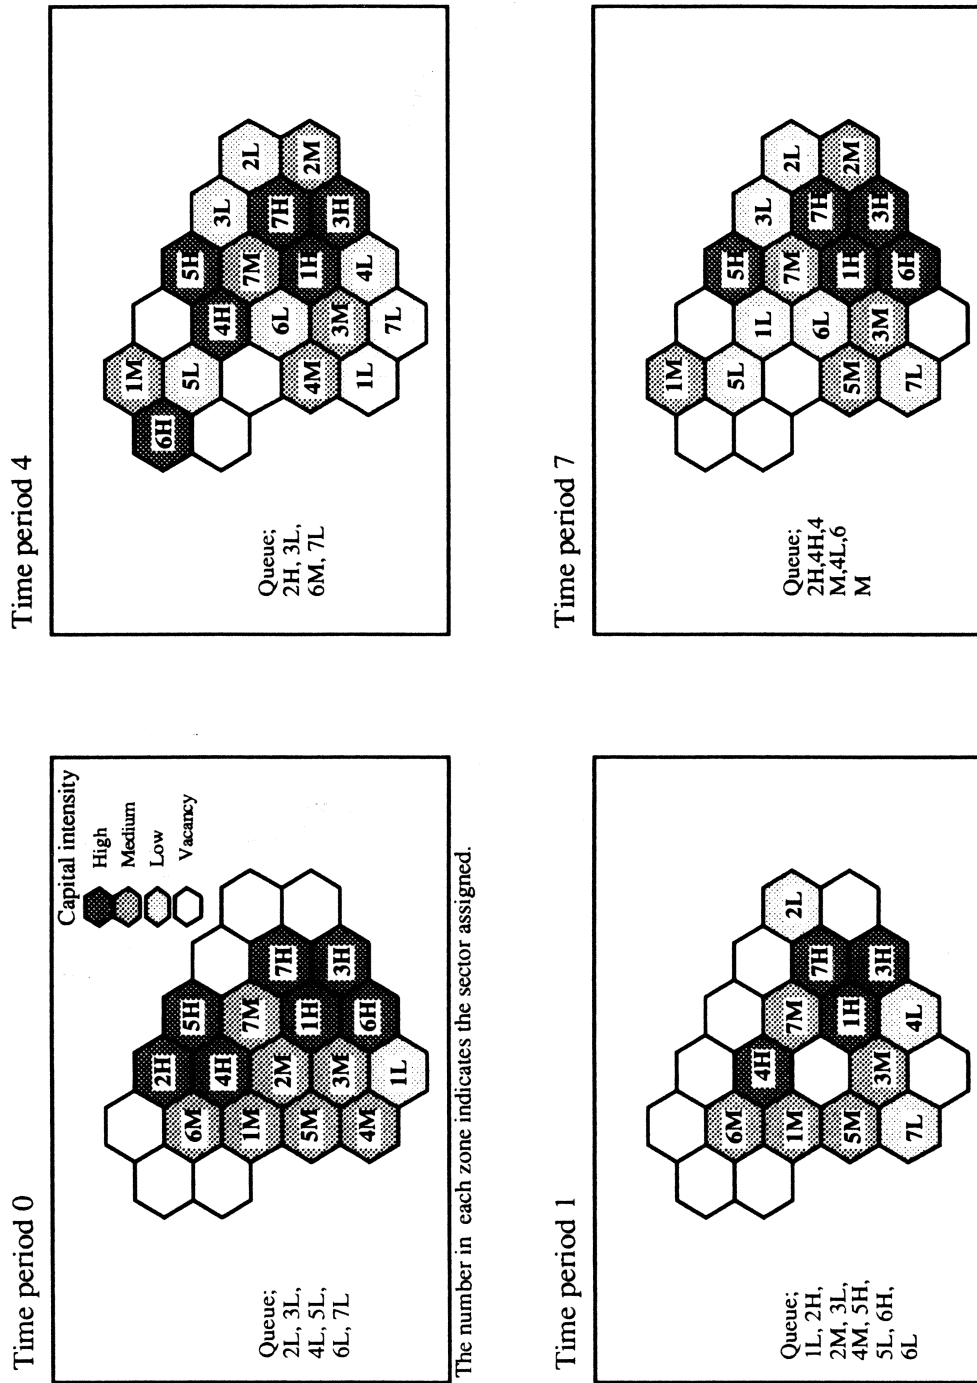 Time period 0
Capital intensity
High
Medium
Low
Vacancy
2H
6M 5H
4H
1M 7M
2M 7H
5M 1H
3M 3H
4M 6H
1L
Queue;
2L, 3L,
4L, 5L,
6L, 7L
The number in each zone indicates the sector assigned.
Time period 4
1M
6H
5L 5H
4H 3L
7M 2L
6L 7H
4M 1H 2M
3M 3H
1L 4L
7L
Queue;
2H, 3L,
6M, 7L
Time period 1
6M
4H
1M 7M 2L
7H
5M 1H
3M 3H
7L 4L
Queue;
1L, 2H,
2M, 3L,
4M, 5H,
5L, 6H,
6L
Time period 7
1M
5L 5H
1L 3L
7M 2L
6L 7H
5M 1H 2M
3M 3H
7L 6H
Queue;
2H,4H,4
M,4L,6
M